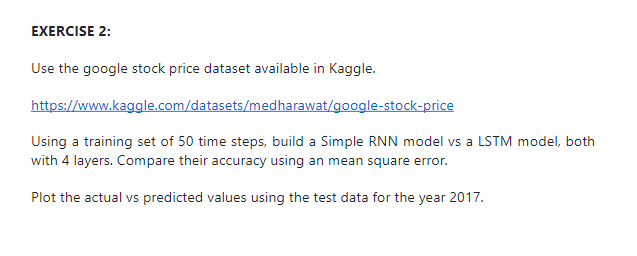 EXERCISE 2:
Use the google stock price dataset available in Kaggle.
https://www.kaggle.com/datasets/medharawat/google-stock-price
Using a training set of 50 time steps, build a Simple RNN model vs a LSTM model, both
with 4 layers. Compare their accuracy using an mean square error.
Plot the actual vs predicted values using the test data for the year 2017.